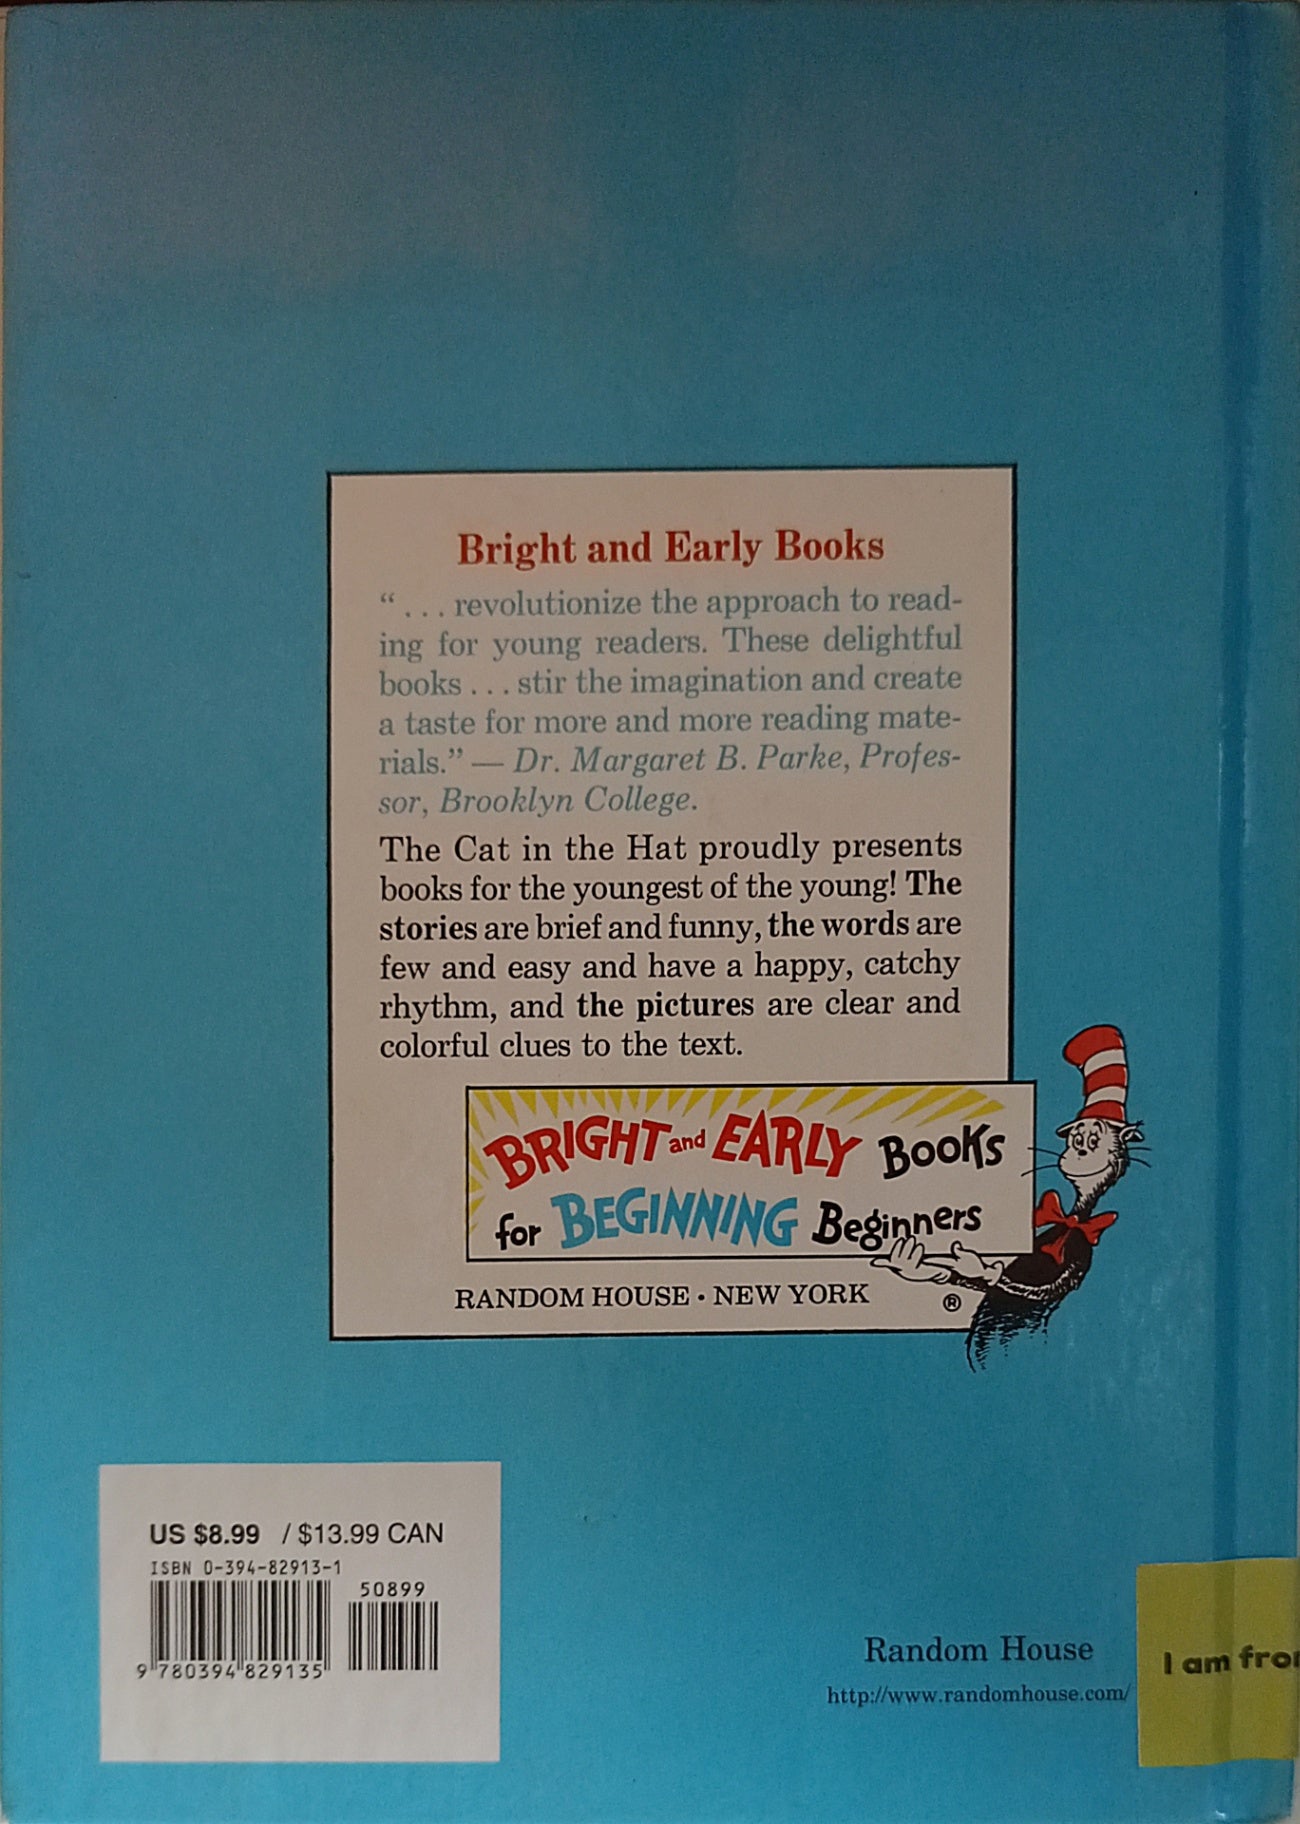 Bright and Early Books
“ . . . revolutionize the approach to read-
ing for young readers. These delightful
books . . . stir the imagination and create
a taste for more and more reading mate-
rials.” — Dr. Margaret B. Parke, Profes-
sor, Brooklyn College.
The Cat in the Hat proudly presents
books for the youngest of the young! The
stories are brief and funny, the words are
few and easy and have a happy, catchy
rhythm, and the pictures are clear and
colorful clues to the text.
BRIGHT and EARLY BOOKS
for BEGINNING Beginners
RANDOM HOUSE • NEW YORK ®
US $8.99 / $13.99 CAN
ISBN 0-394-82913-1
50899
9 780394 829135
Random House
http://www.randomhouse.com/
I am